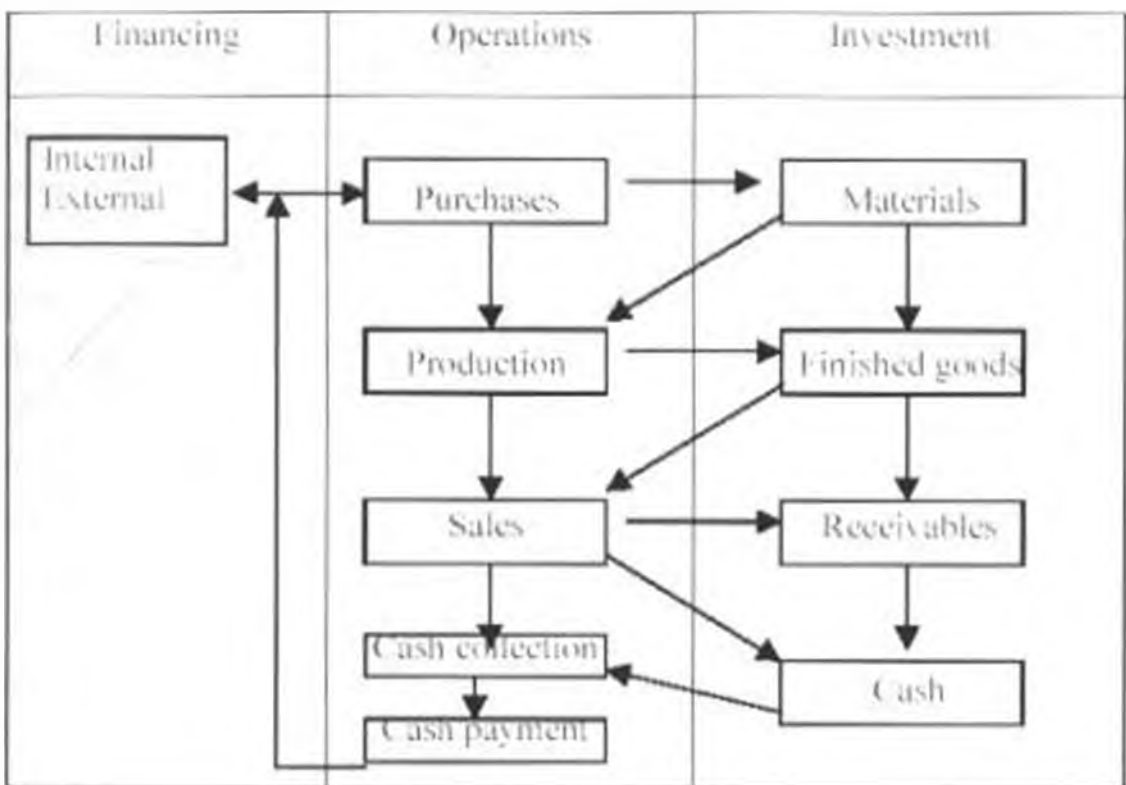 Financing
Operations
Investment
Internal
External
Purchases
Materials
Production
Finished goods
Sales
Receivables
Cash collection
Cash
Cash payment